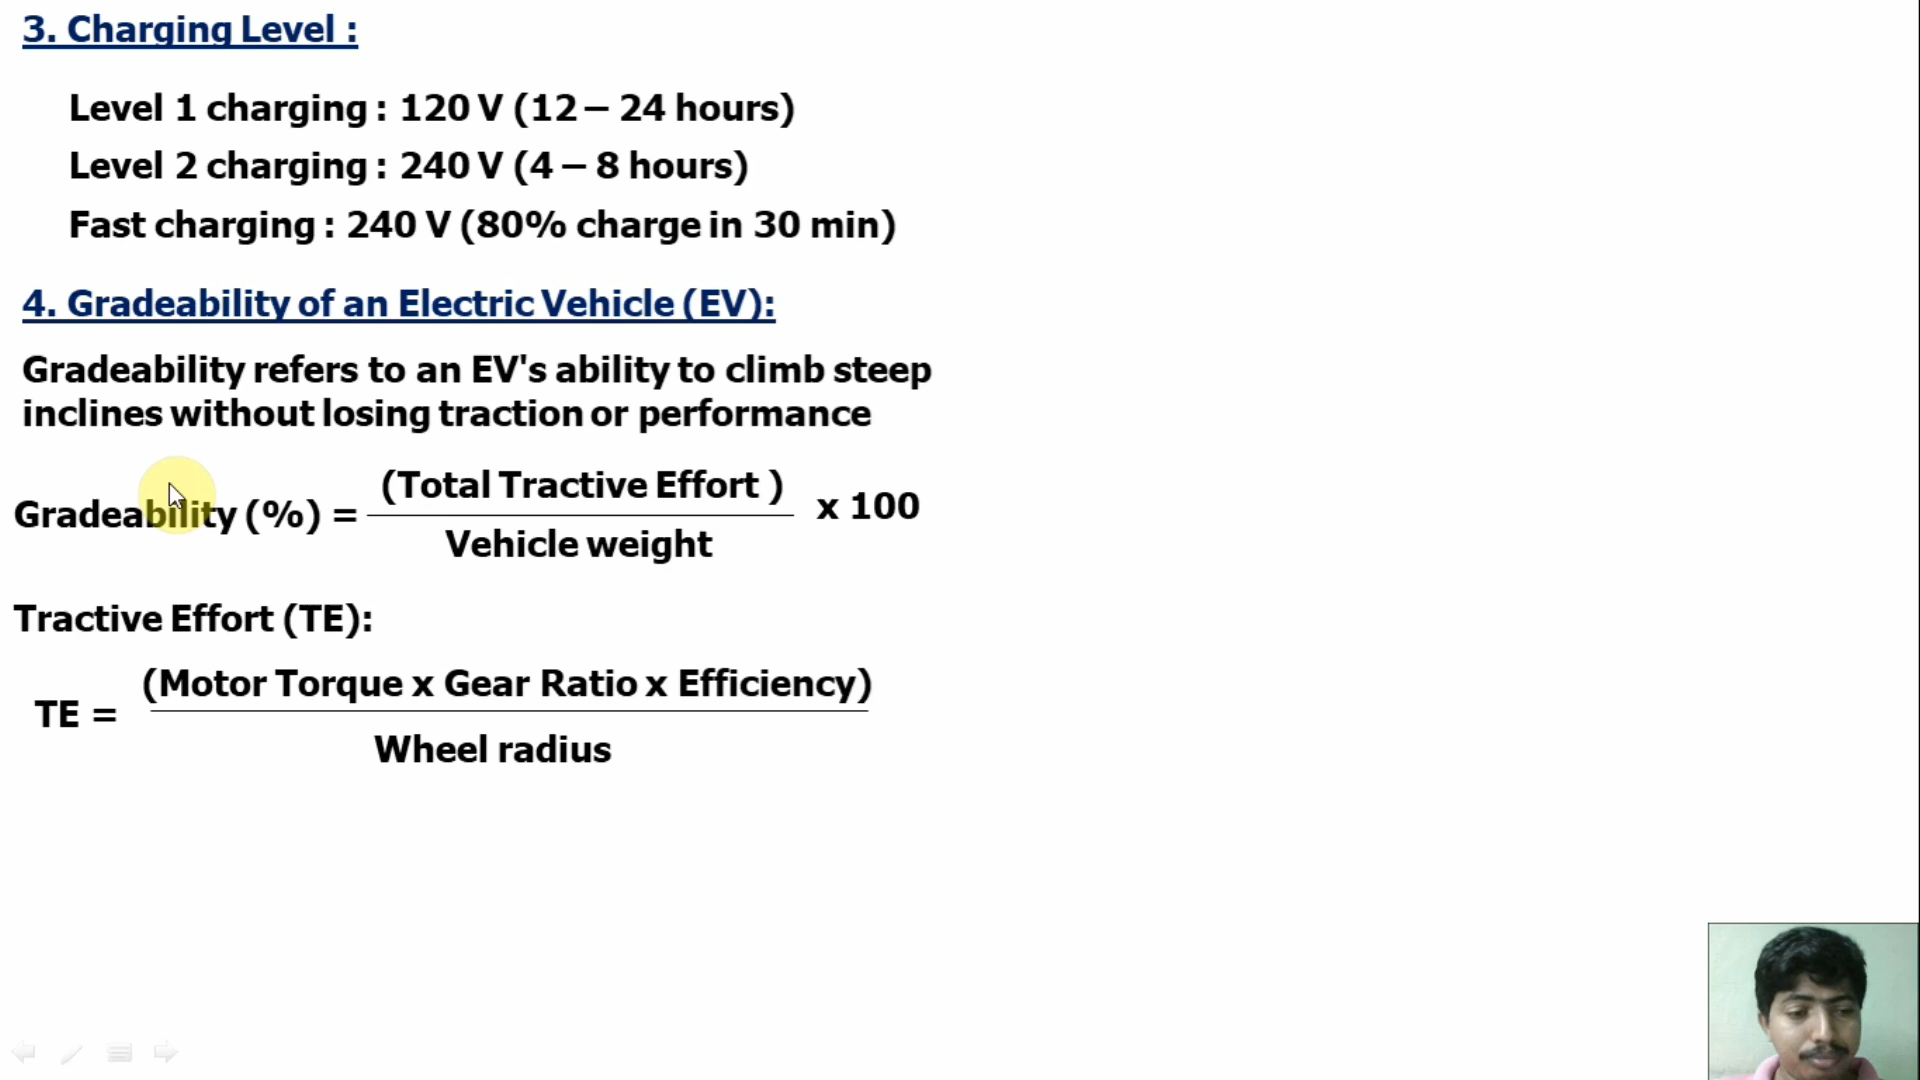 3. Charging Level :
Level 1 charging : 120 V (12 – 24 hours)
Level 2 charging : 240 V (4 – 8 hours)
Fast charging : 240 V (80% charge in 30 min)
4. Gradeability of an Electric Vehicle (EV):
Gradeability refers to an EV's ability to climb steep
inclines without losing traction or performance
Gradeability (%) = (Total Tractive Effort ) x 100
Vehicle weight
Tractive Effort (TE):
TE = (Motor Torque x Gear Ratio x Efficiency)
Wheel radius